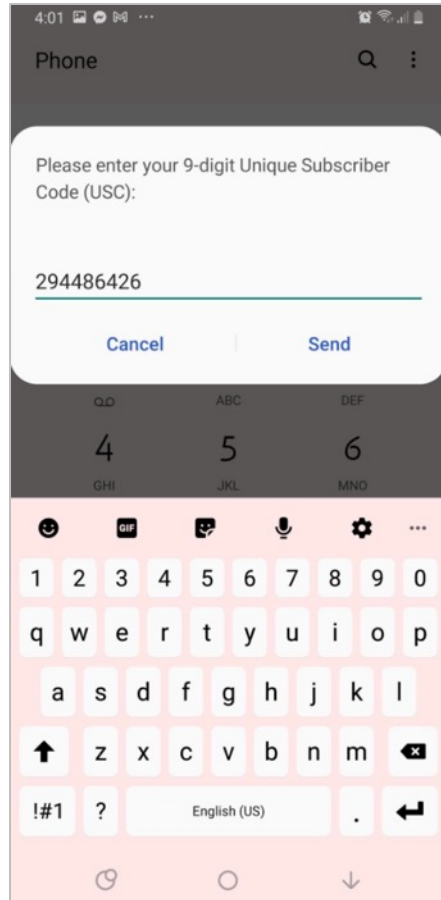 4:01
Phone
Please enter your 9-digit Unique Subscriber
Code (USC):
294486426
Cancel Send
ABC DEF
4 5 6
GHI JKL MNO
GIF
1 2 3 4 5 6 7 8 9 0
q w e r t y u i o p
a s d f g h j k l
z x c v b n m
!#1 ? English (US) .